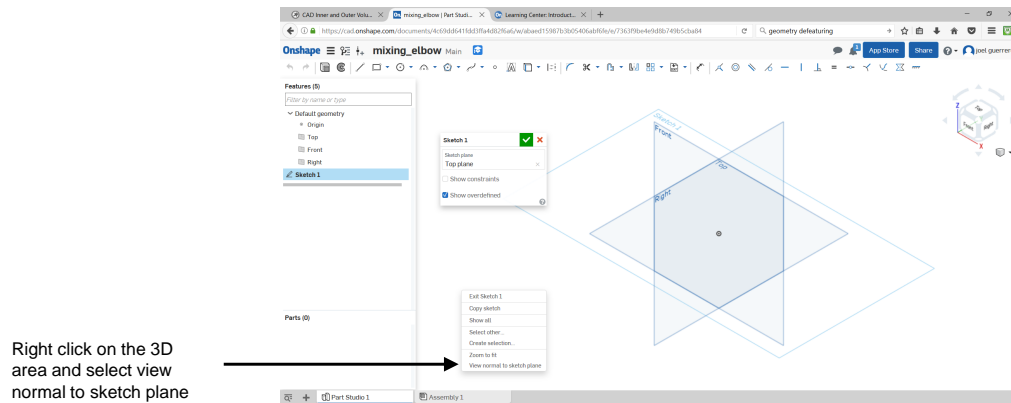 CAD Inner and Outer Volu...
mixing_elbow | Part Studi...
Learning Center: Introduct...
https://cad.onshape.com/documents/4c69dd641fdd3ffa4d82f6a6/w/abaed15987b3b05406abf6fe/e/7363f9be4e9d8b749b5cba84
geometry defeaturing
Onshape
mixing_elbow Main
App Store
Share
joel guerrer
Features (5)
Filter by name or type
Default geometry
Origin
Top
Front
Right
Sketch 1
Sketch 1
Sketch plane
Top plane
Show constraints
Show overdefined
Sketch 1
Front
Top
Right
Z
Top
Front
Right
X
Exit Sketch 1
Copy sketch
Show all
Select other...
Create selection...
Zoom to fit
View normal to sketch plane
Parts (0)
Right click on the 3D
area and select view
normal to sketch plane
Part Studio 1
Assembly 1